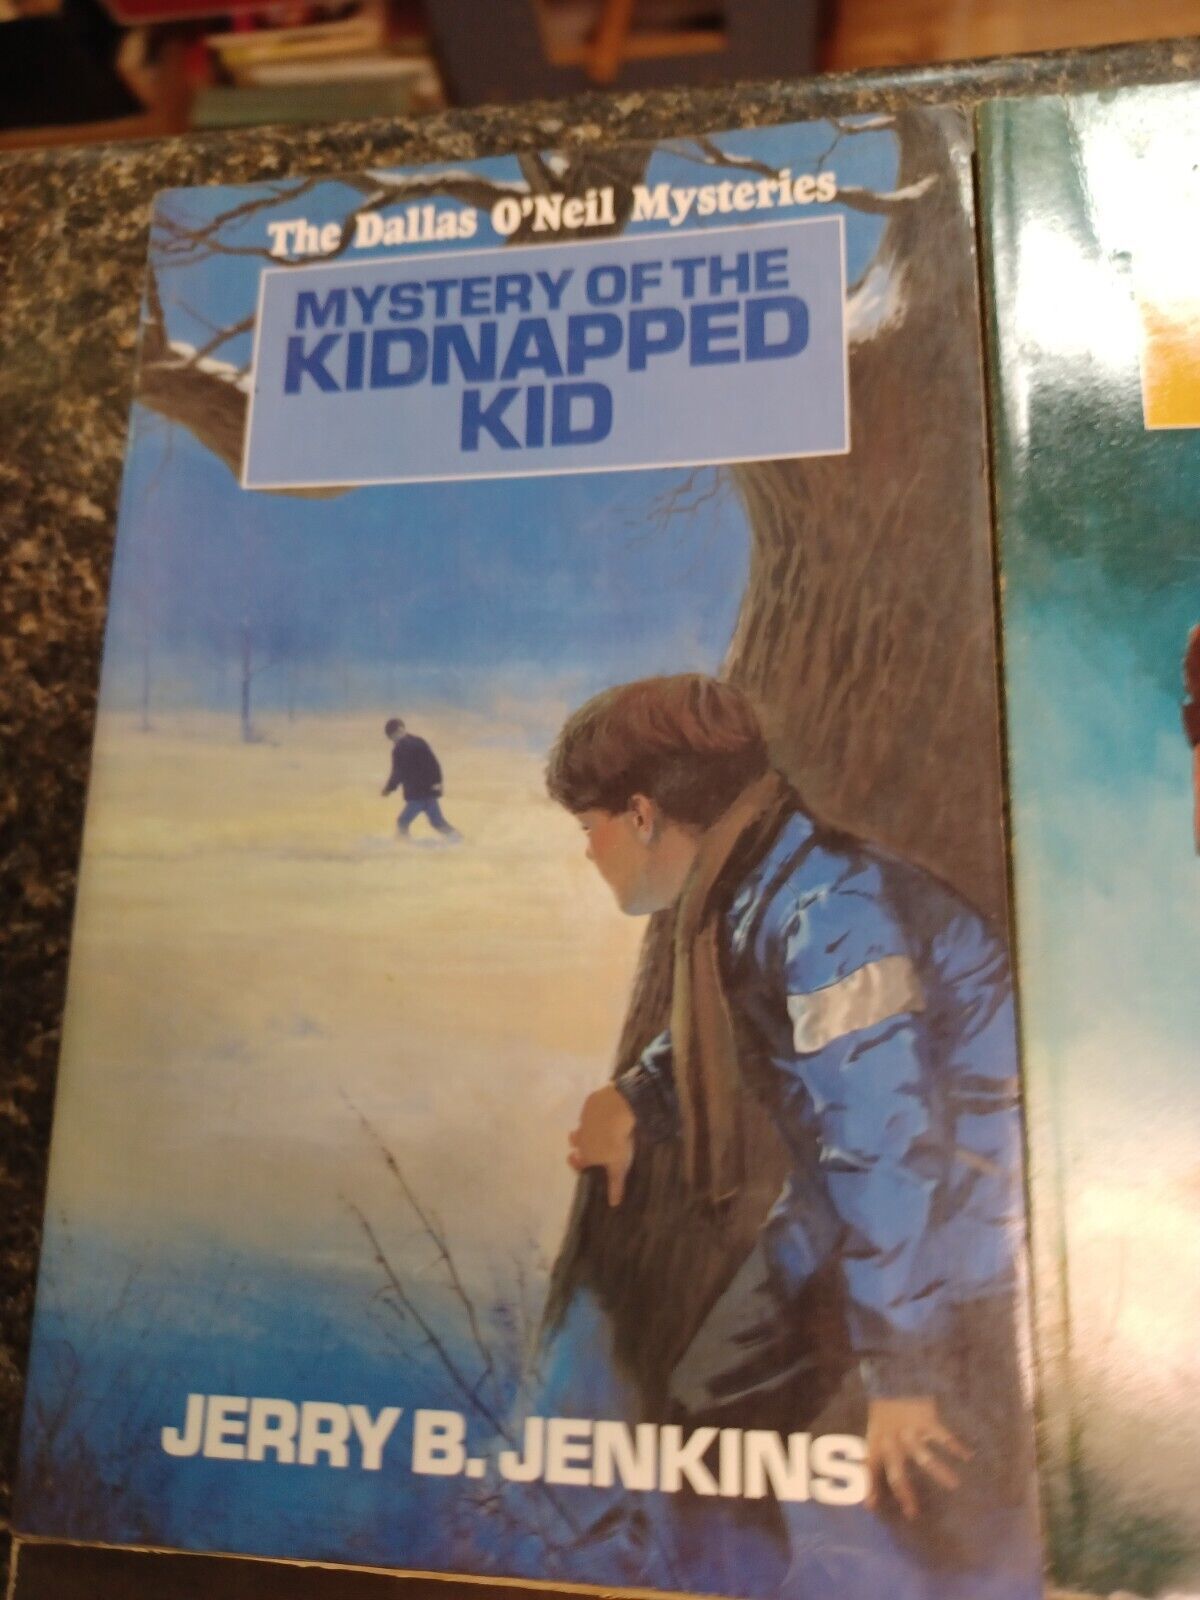 The Dallas O'Neil Mysteries
MYSTERY OF THE
KIDNAPPED
KID
JERRY B. JENKINS